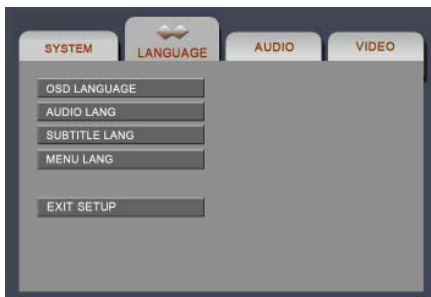 SYSTEM LANGUAGE AUDIO VIDEO
OSD LANGUAGE
AUDIO LANG
SUBTITLE LANG
MENU LANG
EXIT SETUP